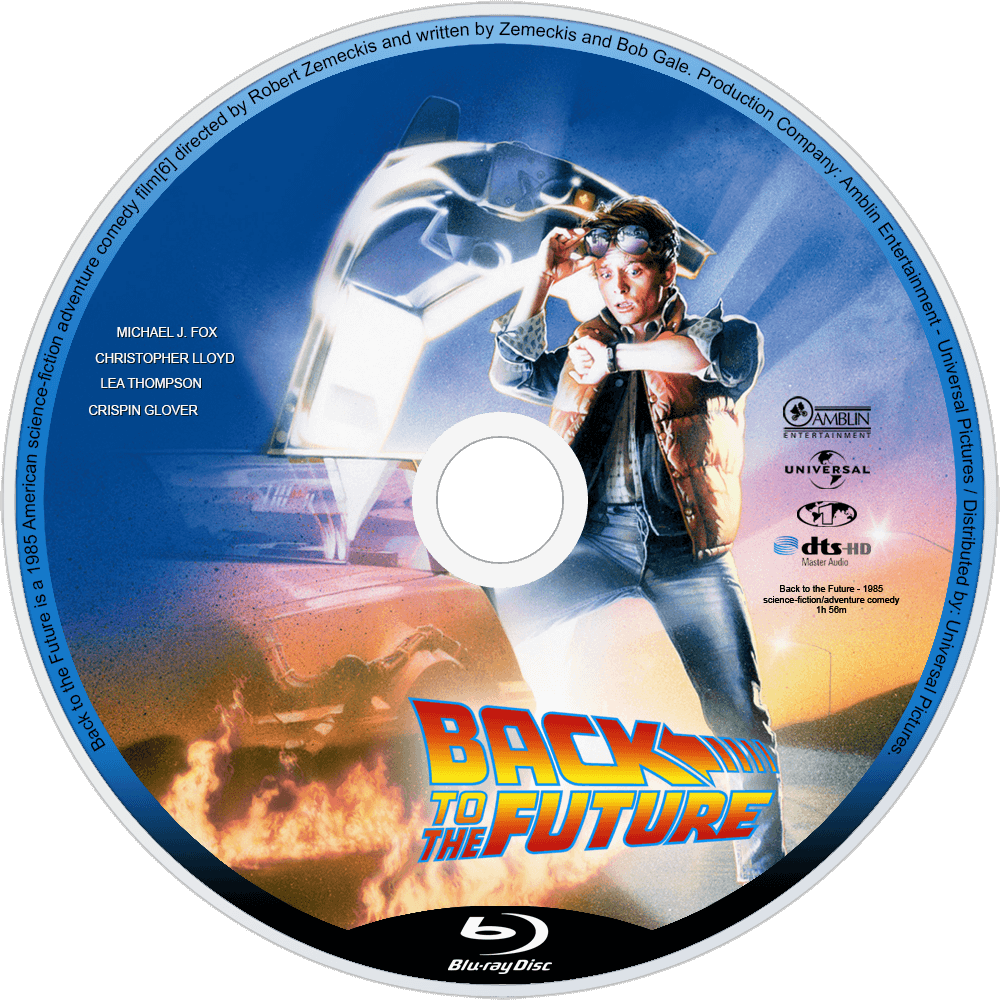 Back to the Future is a 1985 American science-fiction adventure comedy film[6] directed by Robert Zemeckis and written by Zemeckis and Bob Gale. Production Company: Amblin Entertainment - Universal Pictures / Distributed by: Universal Pictures.
MICHAEL J. FOX
CHRISTOPHER LLOYD
LEA THOMPSON
CRISPIN GLOVER
AMBLIN
ENTERTAINMENT
UNIVERSAL
1
dts-HD
Master Audio
Back to the Future - 1985
science-fiction/adventure comedy
1h 56m
BACK
TO
THE FUTURE
Blu-ray Disc